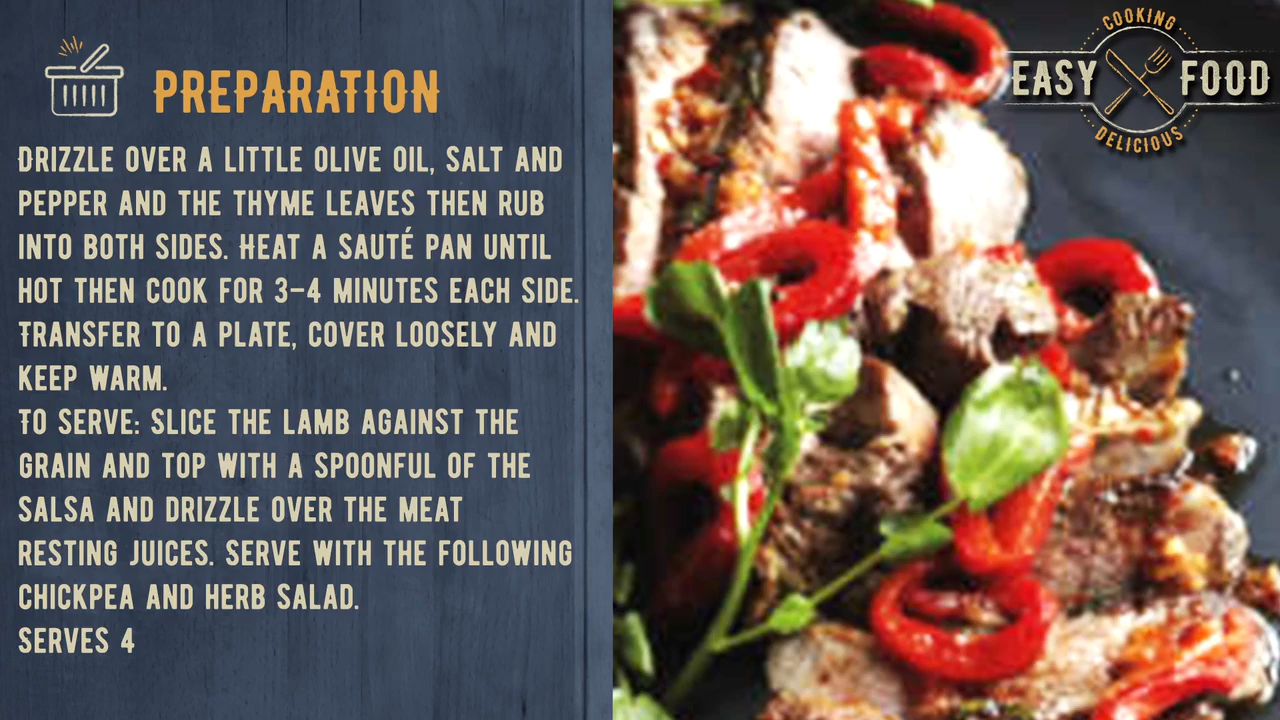 PREPARATION
DRIZZLE OVER A LITTLE OLIVE OIL, SALT AND
PEPPER AND THE THYME LEAVES THEN RUB
INTO BOTH SIDES. HEAT A SAUTÉ PAN UNTIL
HOT THEN COOK FOR 3–4 MINUTES EACH SIDE.
TRANSFER TO A PLATE, COVER LOOSELY AND
KEEP WARM.
TO SERVE: SLICE THE LAMB AGAINST THE
GRAIN AND TOP WITH A SPOONFUL OF THE
SALSA AND DRIZZLE OVER THE MEAT
RESTING JUICES. SERVE WITH THE FOLLOWING
CHICKPEA AND HERB SALAD.
SERVES 4
COOKING
EASY FOOD
DELICIOUS